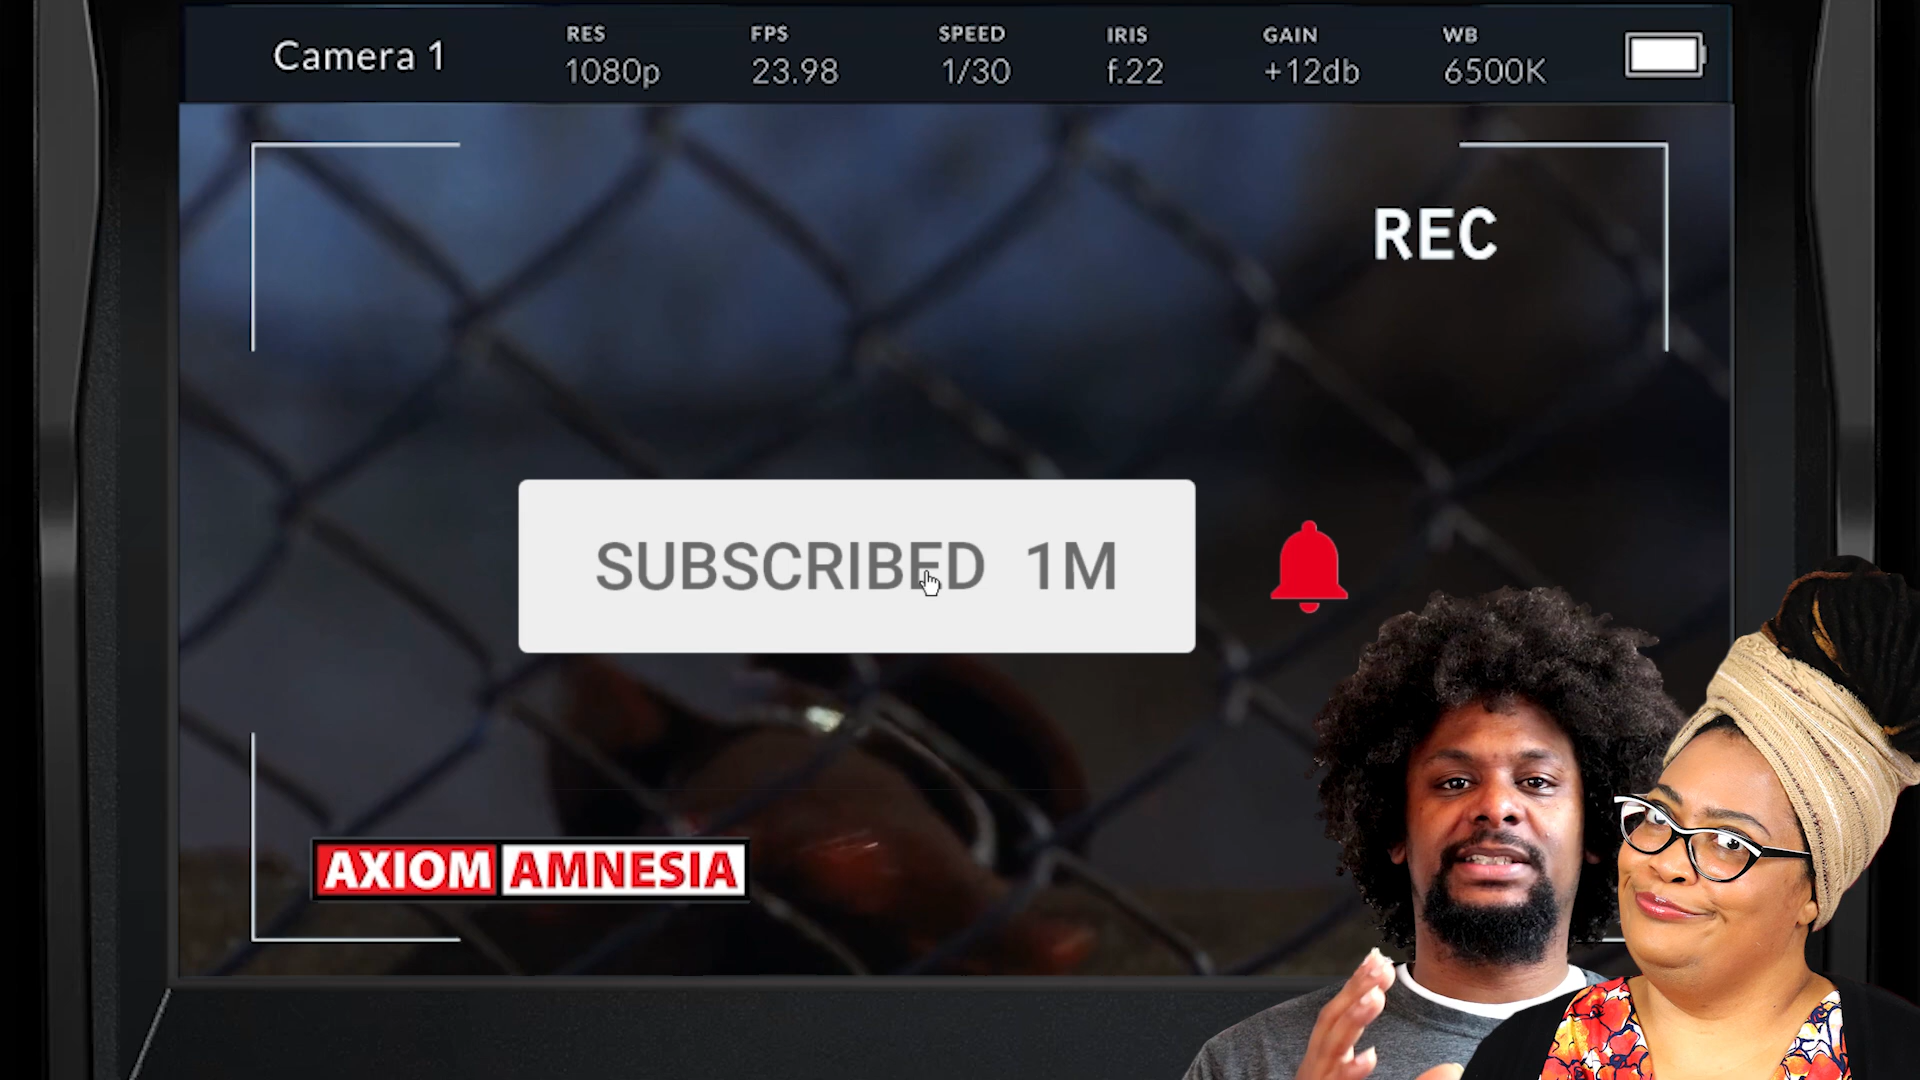 Camera 1
RES
1080p
FPS
23.98
SPEED
1/30
IRIS
f.22
GAIN
+12db
WB
6500K
REC
SUBSCRIBED 1M
AXIOM AMNESIA